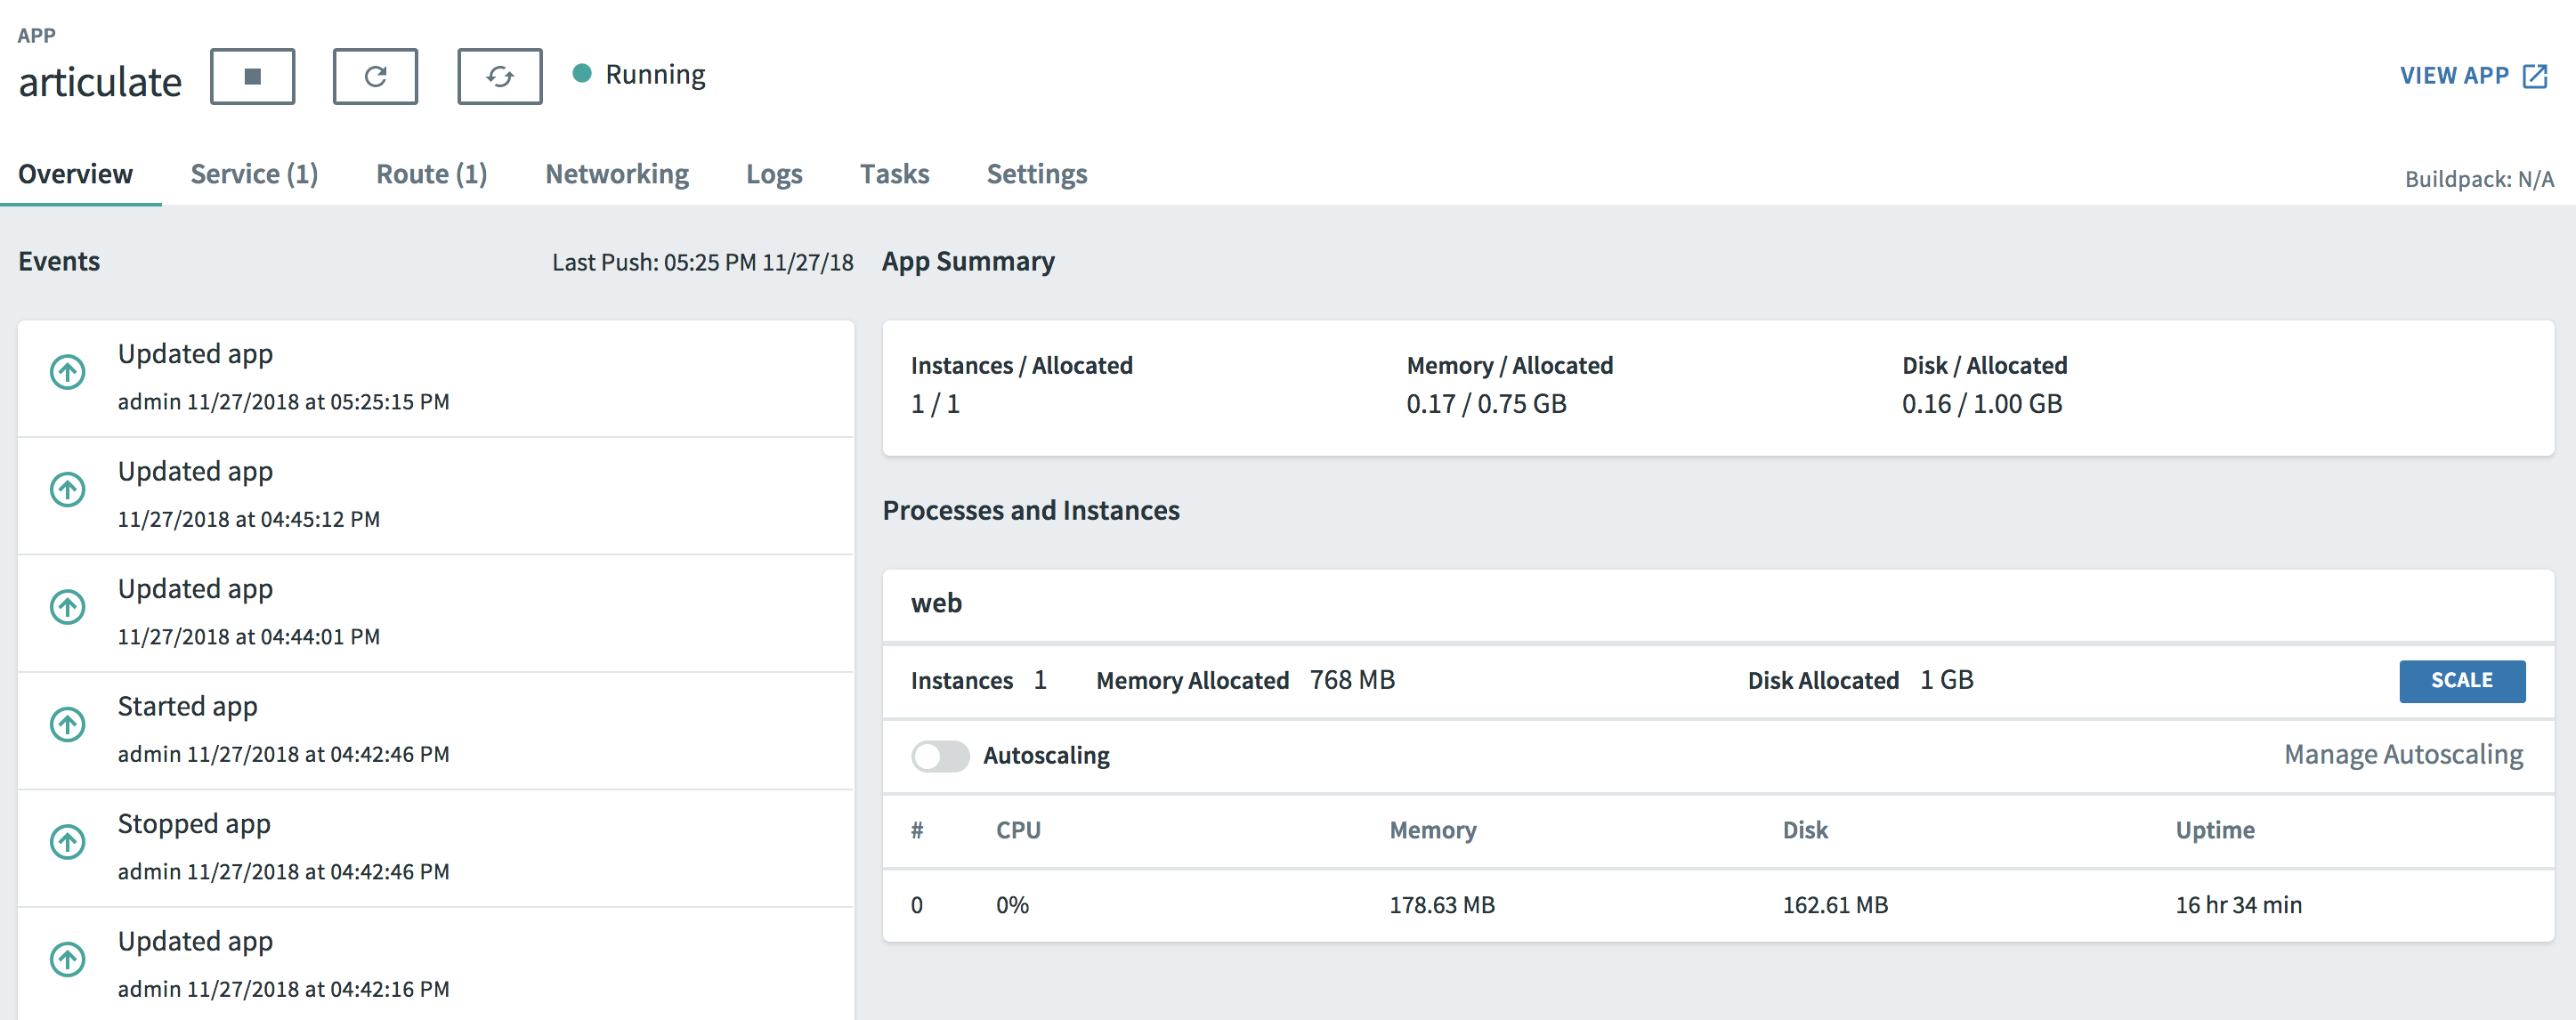 APP
articulate
Running
VIEW APP
Overview Service (1) Route (1) Networking Logs Tasks Settings
Buildpack: N/A
Events
Last Push: 05:25 PM 11/27/18
Updated app
admin 11/27/2018 at 05:25:15 PM
Updated app
11/27/2018 at 04:45:12 PM
Updated app
11/27/2018 at 04:44:01 PM
Started app
admin 11/27/2018 at 04:42:46 PM
Stopped app
admin 11/27/2018 at 04:42:46 PM
Updated app
admin 11/27/2018 at 04:42:16 PM
App Summary
Instances / Allocated Memory / Allocated Disk / Allocated
1 / 1 0.17 / 0.75 GB 0.16 / 1.00 GB
Processes and Instances
web
Instances 1 Memory Allocated 768 MB Disk Allocated 1 GB SCALE
Autoscaling Manage Autoscaling
# CPU Memory Disk Uptime
0 0% 178.63 MB 162.61 MB 16 hr 34 min